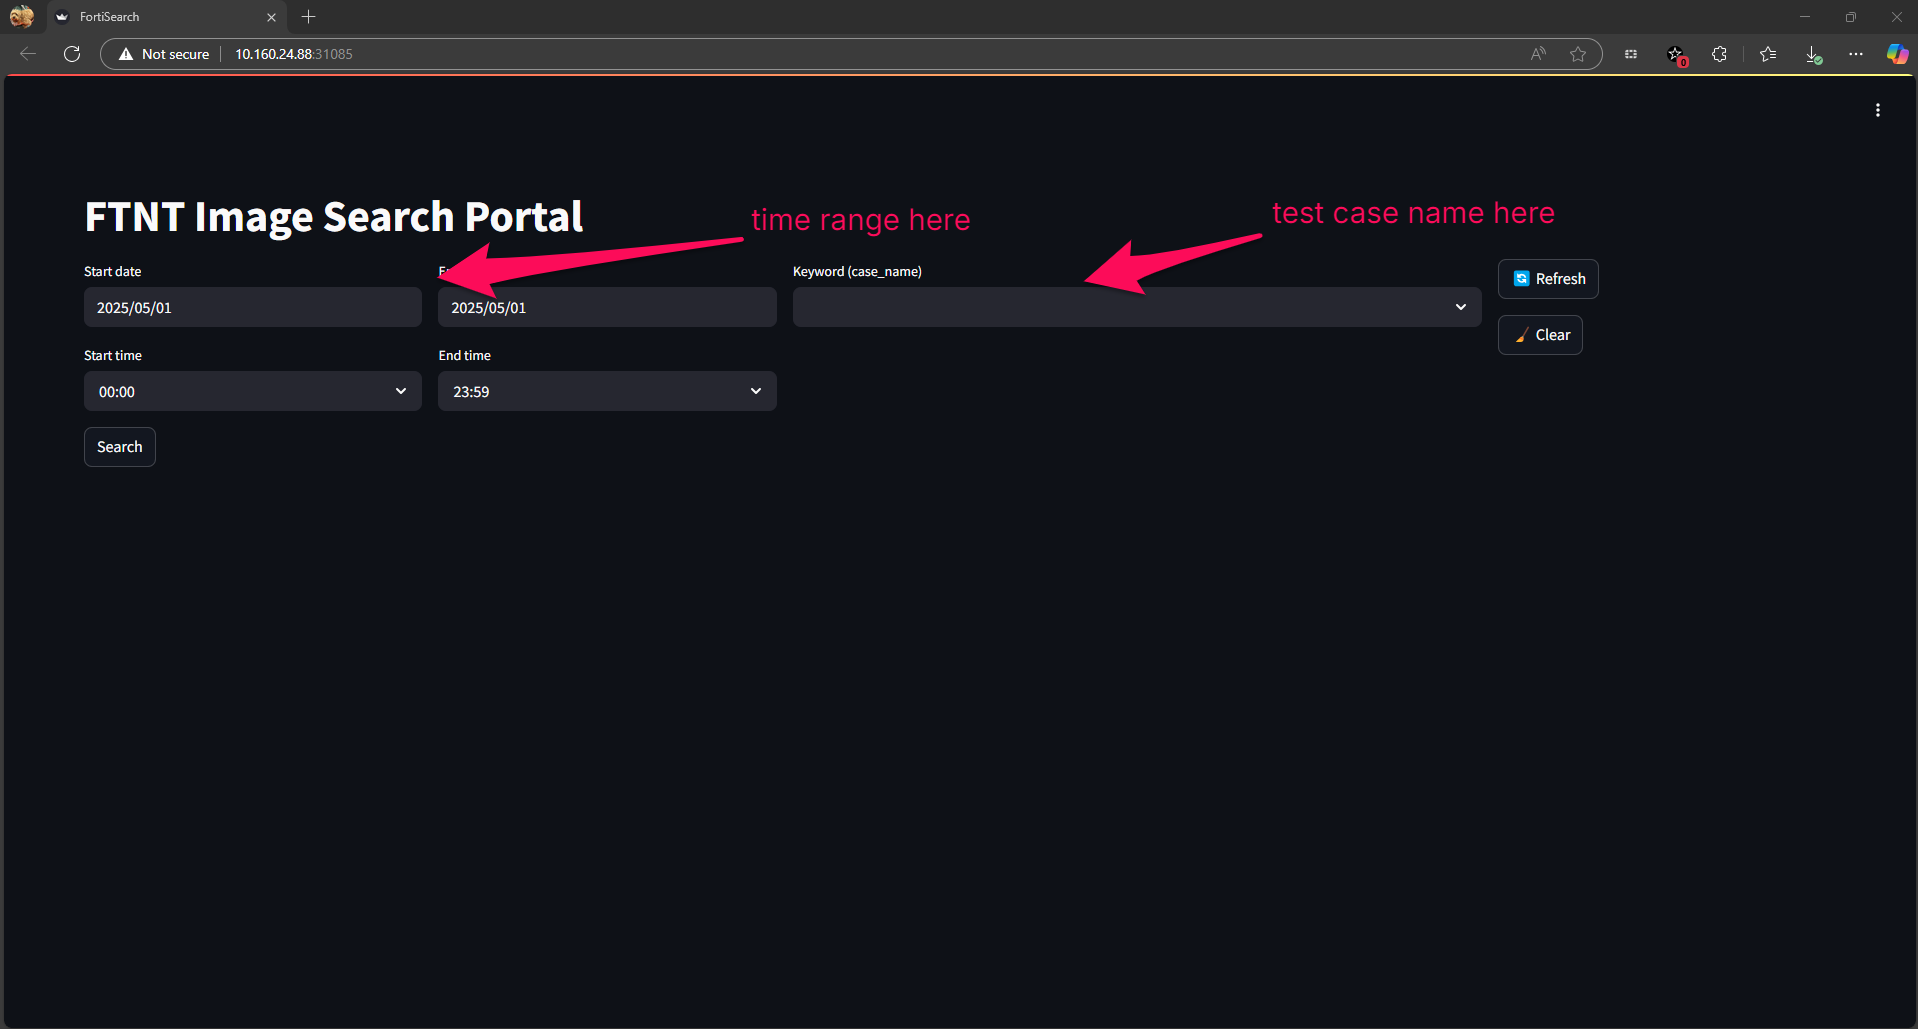 FortiSearch
Not secure
10.160.24.88:31085
0
FTNT Image Search Portal
time range here
test case name here
Start date
Keyword (case_name)
Refresh
2025/05/01
2025/05/01
Clear
Start time
End time
00:00
23:59
Search